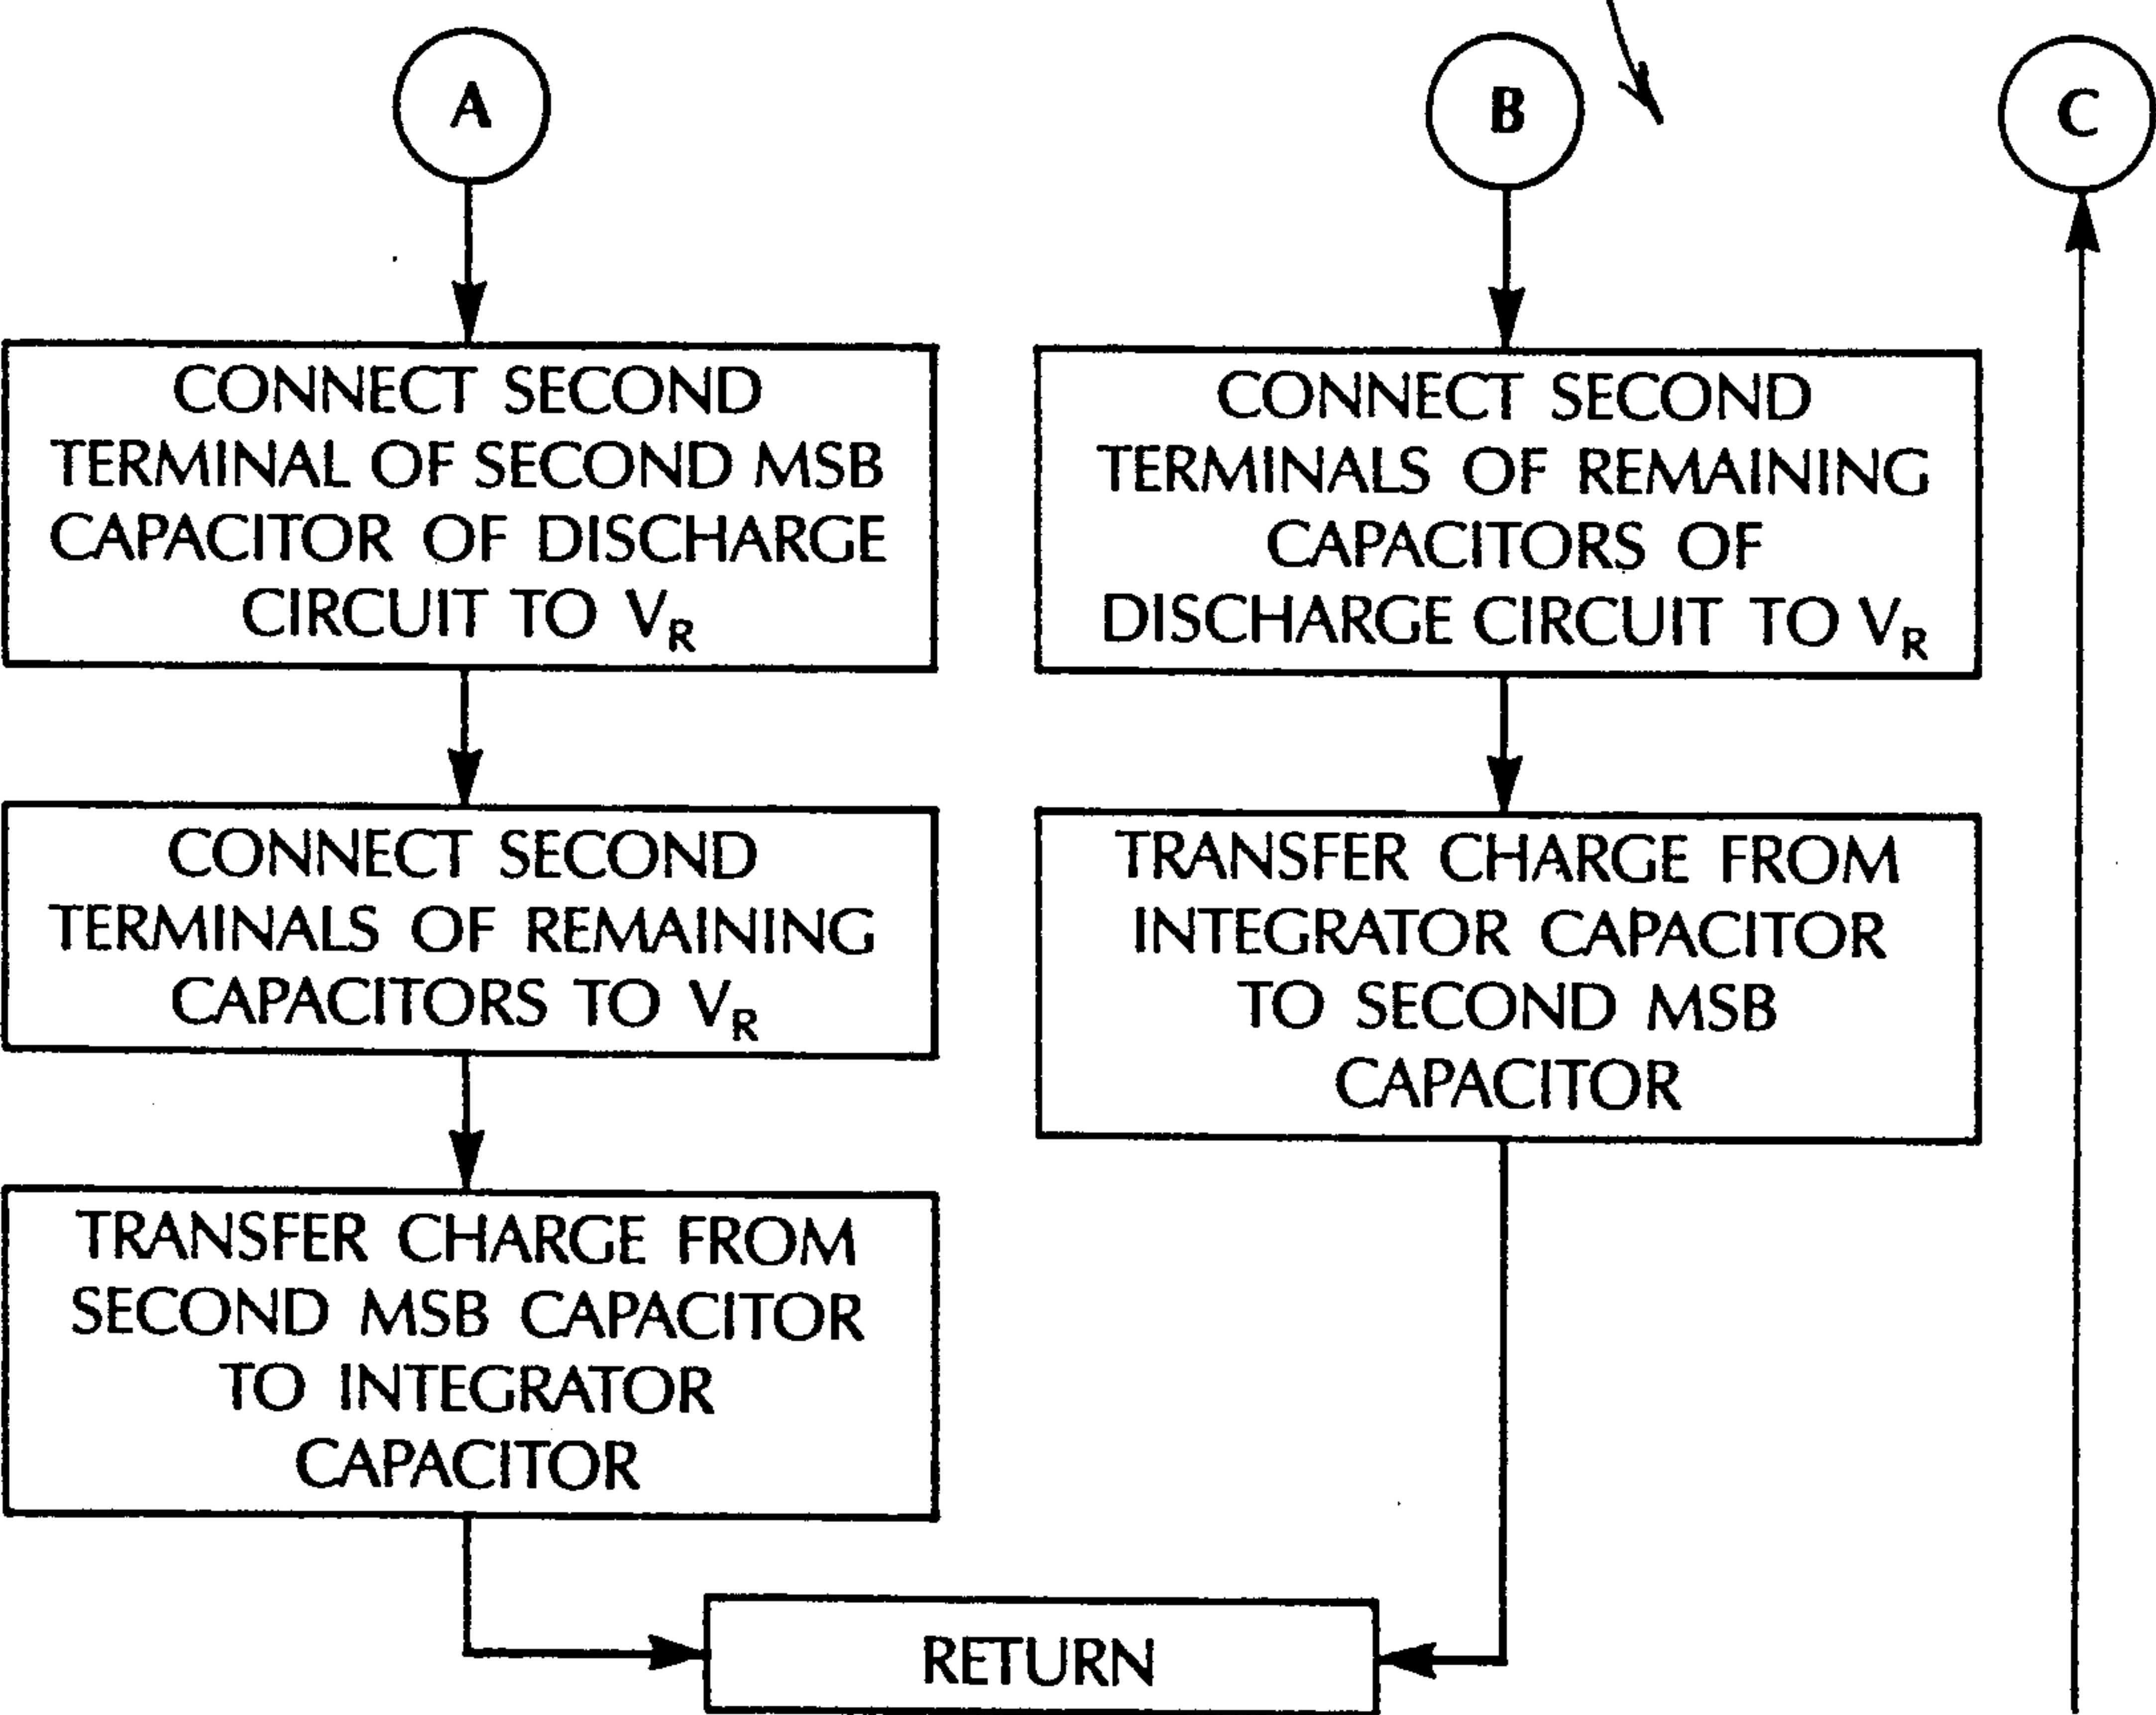 A
B
C
CONNECT SECOND
TERMINAL OF SECOND MSB
CAPACITOR OF DISCHARGE
CIRCUIT TO VR
CONNECT SECOND
TERMINALS OF REMAINING
CAPACITORS OF
DISCHARGE CIRCUIT TO VR
CONNECT SECOND
TERMINALS OF REMAINING
CAPACITORS TO VR
TRANSFER CHARGE FROM
INTEGRATOR CAPACITOR
TO SECOND MSB
CAPACITOR
TRANSFER CHARGE FROM
SECOND MSB CAPACITOR
TO INTEGRATOR
CAPACITOR
RETURN